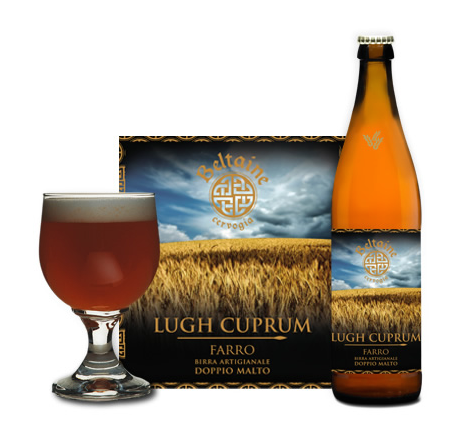 Beltaine
cervogia
LUGH CUPRUM
FARRO
BIRRA ARTIGIANALE
DOPPIO MALTO
Beltaine
cervogia
LUGH CUPRUM
FARRO
BIRRA ARTIGIANALE
DOPPIO MALTO